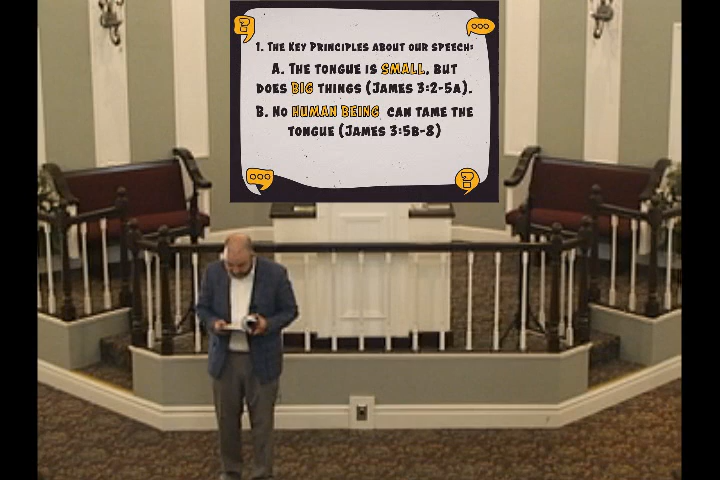 1. The Key Principles about our speech:
A. The tongue is small, but
does big things (James 3:2-5a).
B. No human being can tame the
tongue (James 3:5b-8)